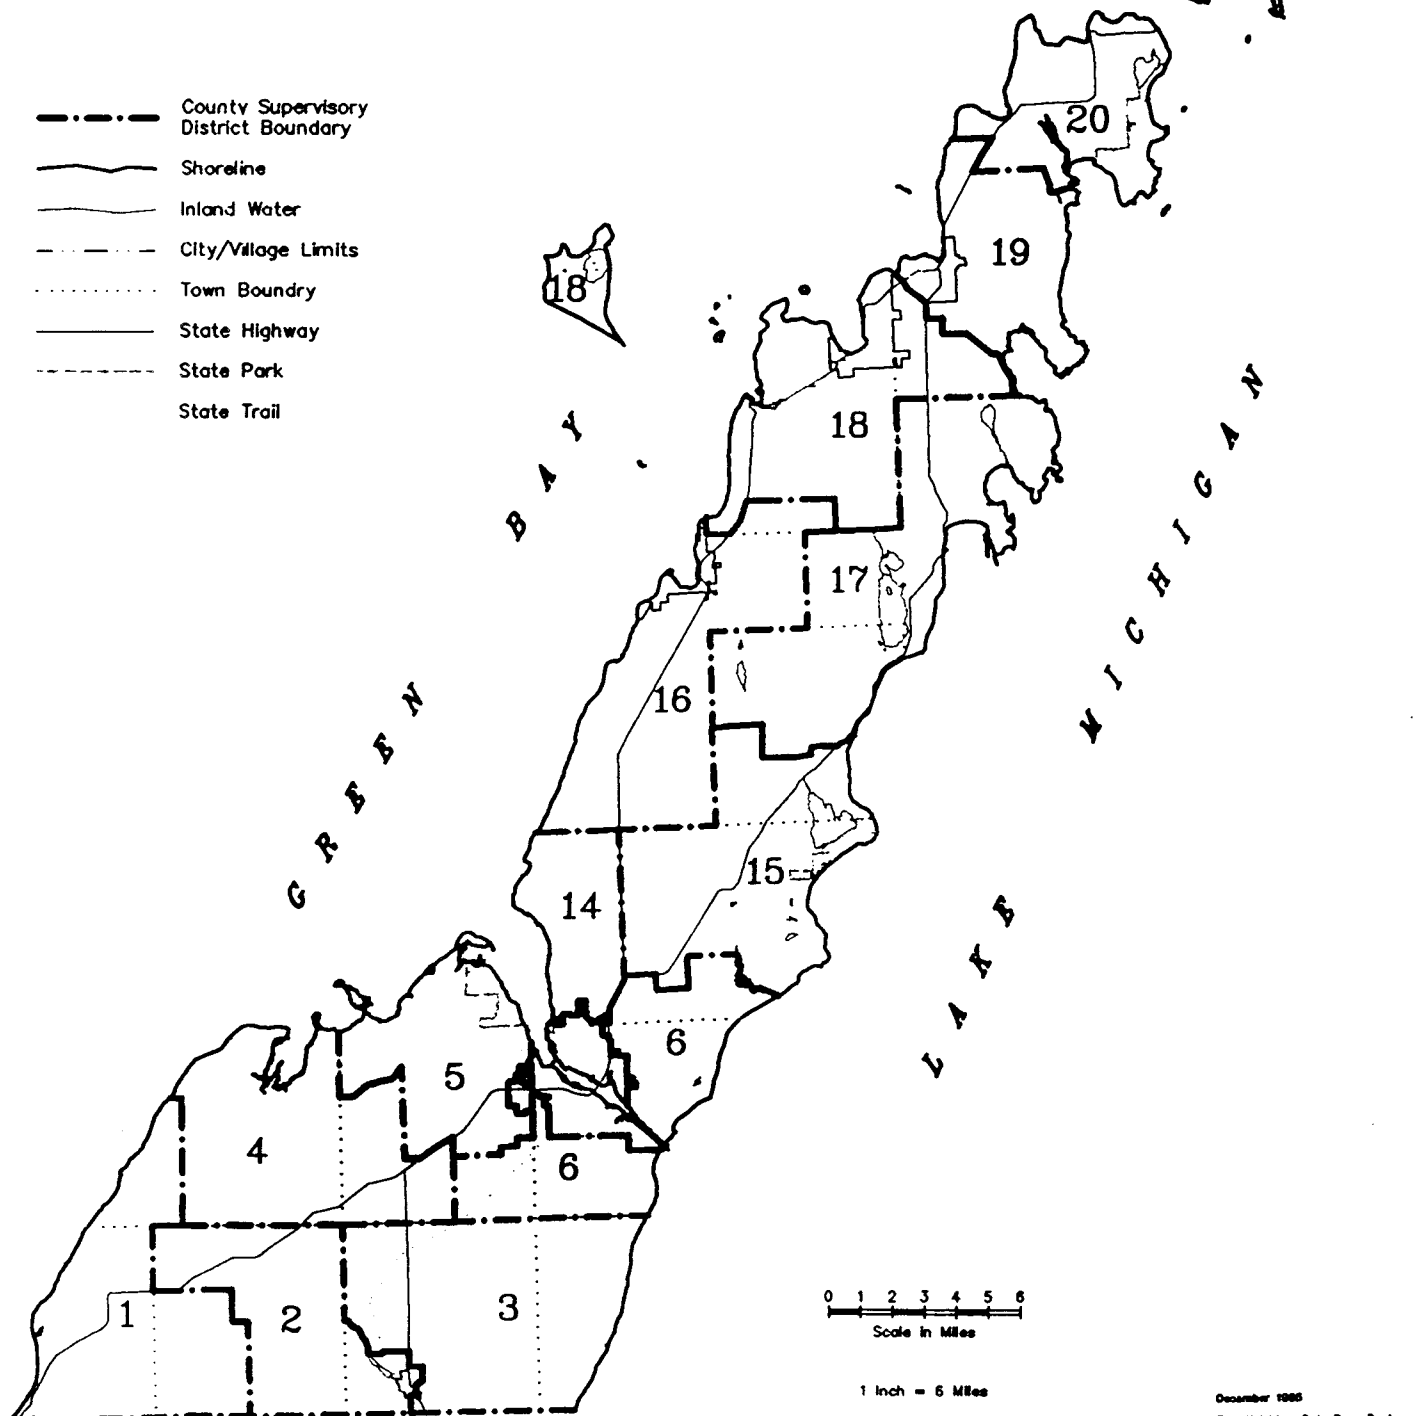 County Supervisory
District Boundary
Shoreline
Inland Water
City/Village Limits
Town Boundry
State Highway
State Park
State Trail
20
19
18
18
17
16
15
14
6
5
4
6
3
2
1
GREEN BAY
LAKE MICHIGAN
0 1 2 3 4 5 6
Scale in Miles
1 Inch = 6 Miles